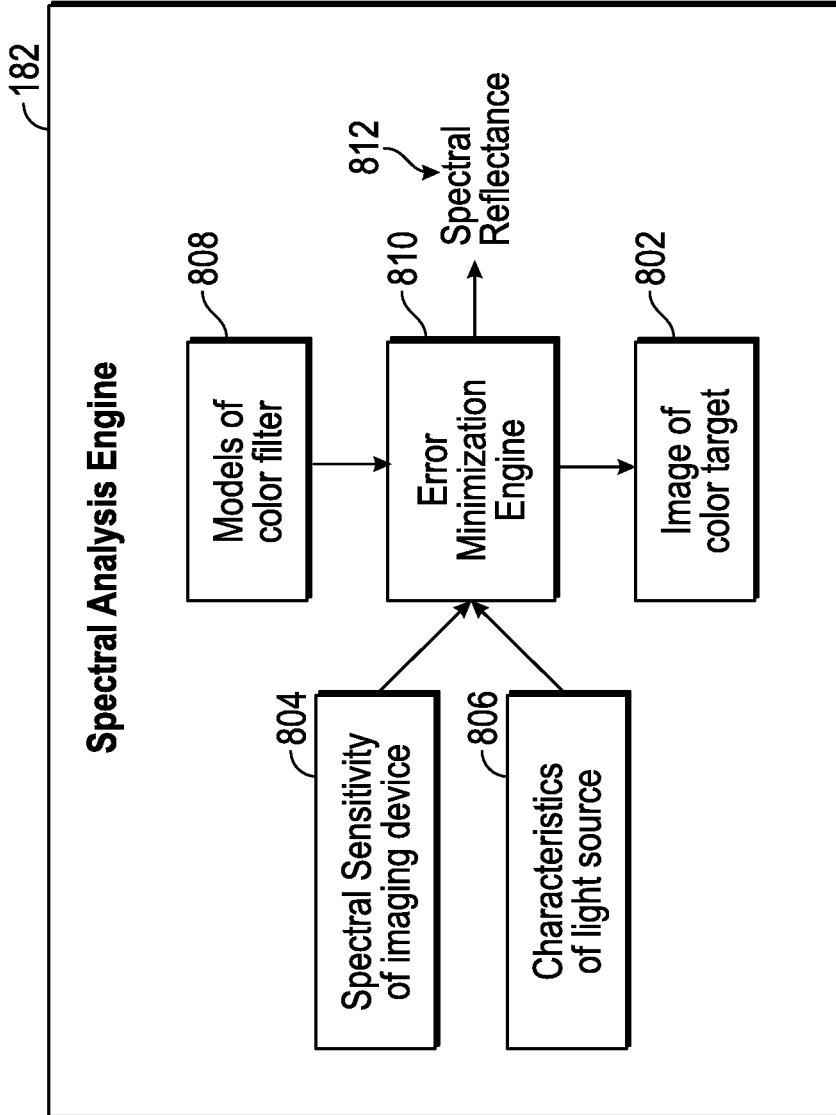 182
Spectral Analysis Engine
808
Models of
color filter
804
Spectral Sensitivity
of imaging device
810
Error
Minimization
Engine
812
Spectral
Reflectance
806
Characteristics
of light source
802
Image of
color target